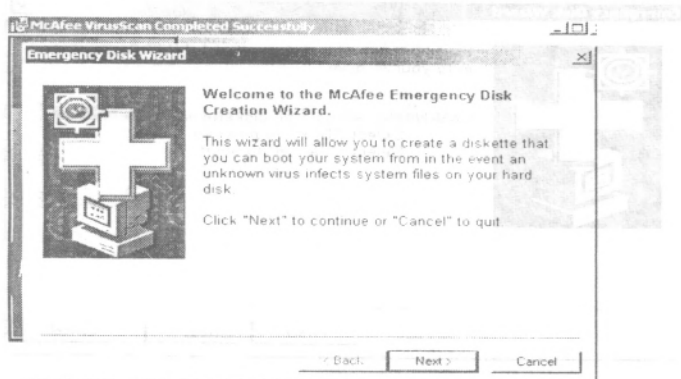 McAfee VirusScan Completed Successfully
Emergency Disk Wizard
Welcome to the McAfee Emergency Disk
Creation Wizard.
This wizard will allow you to create a diskette that
you can boot your system from in the event an
unknown virus infects system files on your hard
disk
Click "Next" to continue or "Cancel" to quit
< Back
Next >
Cancel